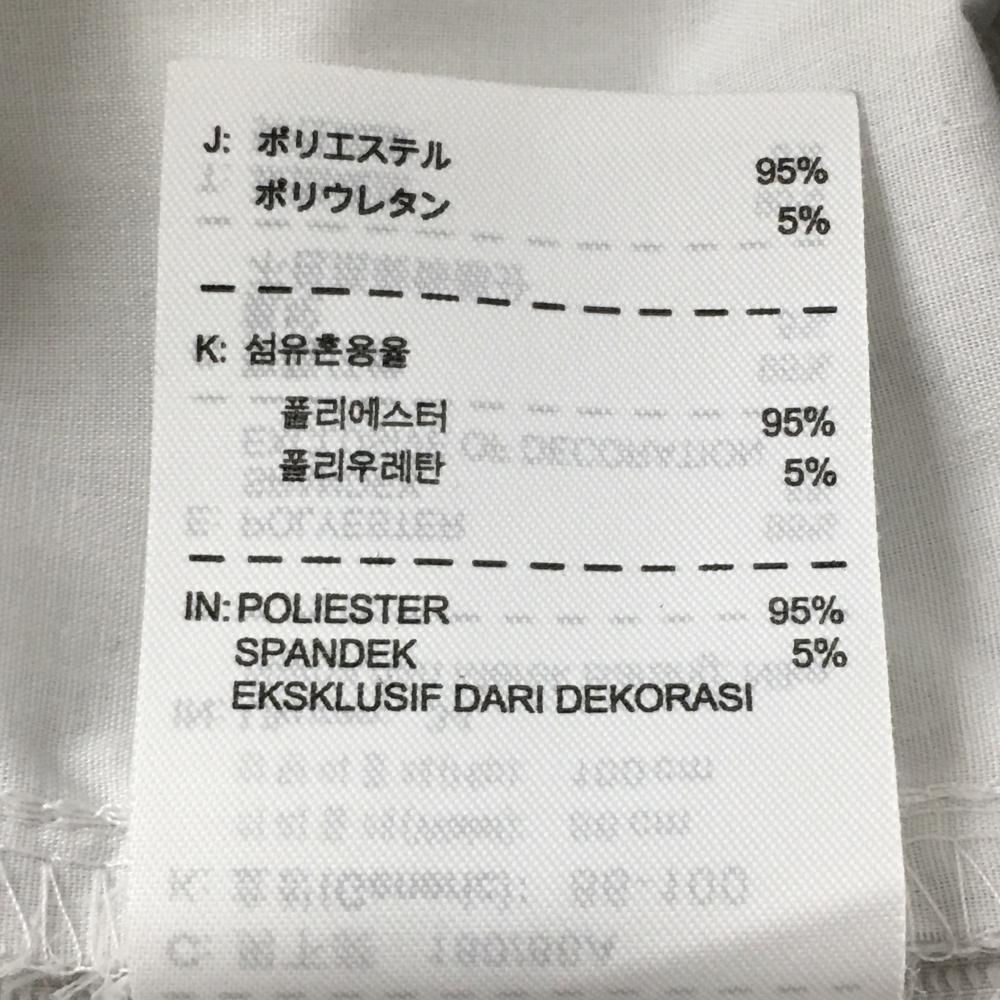 J: ポリエステル 95%
ポリウレタン 5%
K: 섬유혼용율
폴리에스터 95%
폴리우레탄 5%
IN: POLIESTER 95%
SPANDEK 5%
EKSKLUSIF DARI DEKORASI